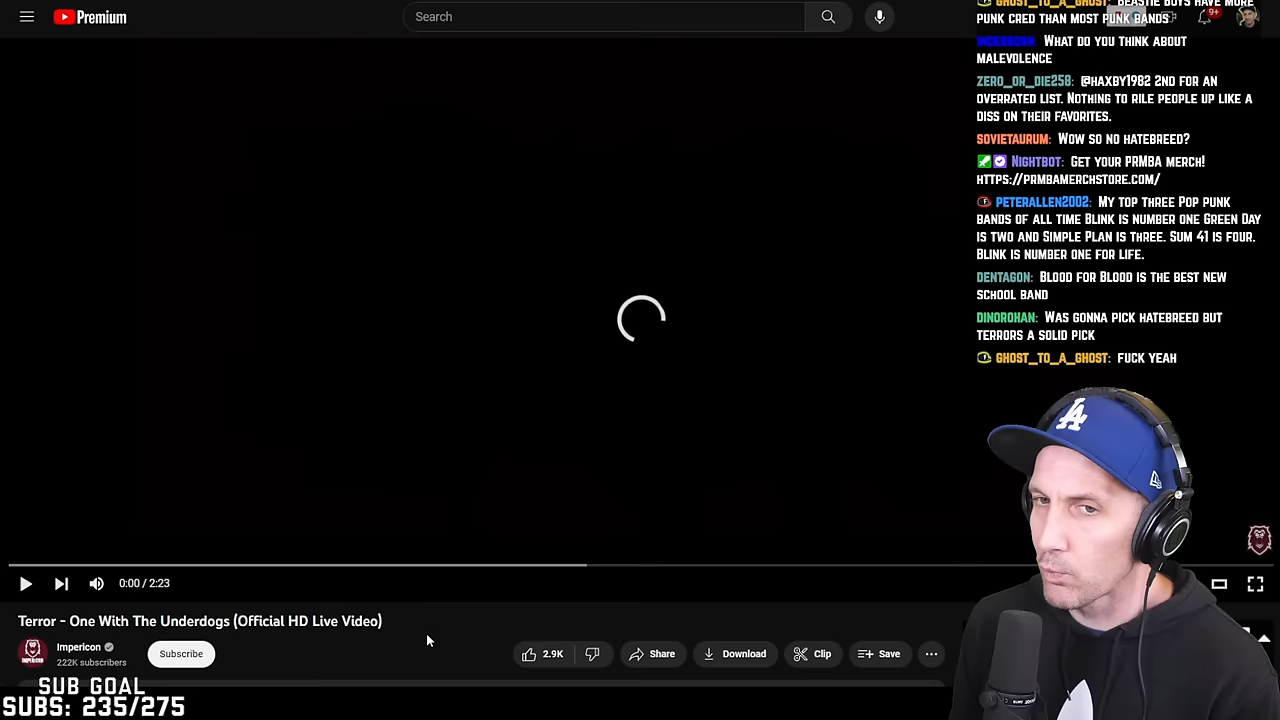 Premium
Search
9+
GHOST_TO_A_GHOST: BEASTIE BOYS HAVE MORE
PUNK CRED THAN MOST PUNK BANDS
WHAT DO YOU THINK ABOUT
MALEVOLENCE
ZERO_OR_DIE258: @HAXBY1982 2ND FOR AN
OVERRATED LIST. NOTHING TO RILE PEOPLE UP LIKE A
DISS ON THEIR FAVORITES.
SOVIETAURUM: WOW SO NO HATEBREED?
NIGHTBOT: GET YOUR PRMBA MERCH!
HTTPS://PRMBAMERCHSTORE.COM/
PETERALLEN2002: MY TOP THREE POP PUNK
BANDS OF ALL TIME BLINK IS NUMBER ONE GREEN DAY
IS TWO AND SIMPLE PLAN IS THREE. SUM 41 IS FOUR.
BLINK IS NUMBER ONE FOR LIFE.
DENTAGON: BLOOD FOR BLOOD IS THE BEST NEW
SCHOOL BAND
DINOROHAN: WAS GONNA PICK HATEBREED BUT
TERRORS A SOLID PICK
GHOST_TO_A_GHOST: FUCK YEAH
LA
0:00 / 2:23
Terror - One With The Underdogs (Official HD Live Video)
IMPERICON
Impericon
222K subscribers
Subscribe
2.9K
Share
Download
Clip
Save
SUB GOAL
SUBS: 235/275